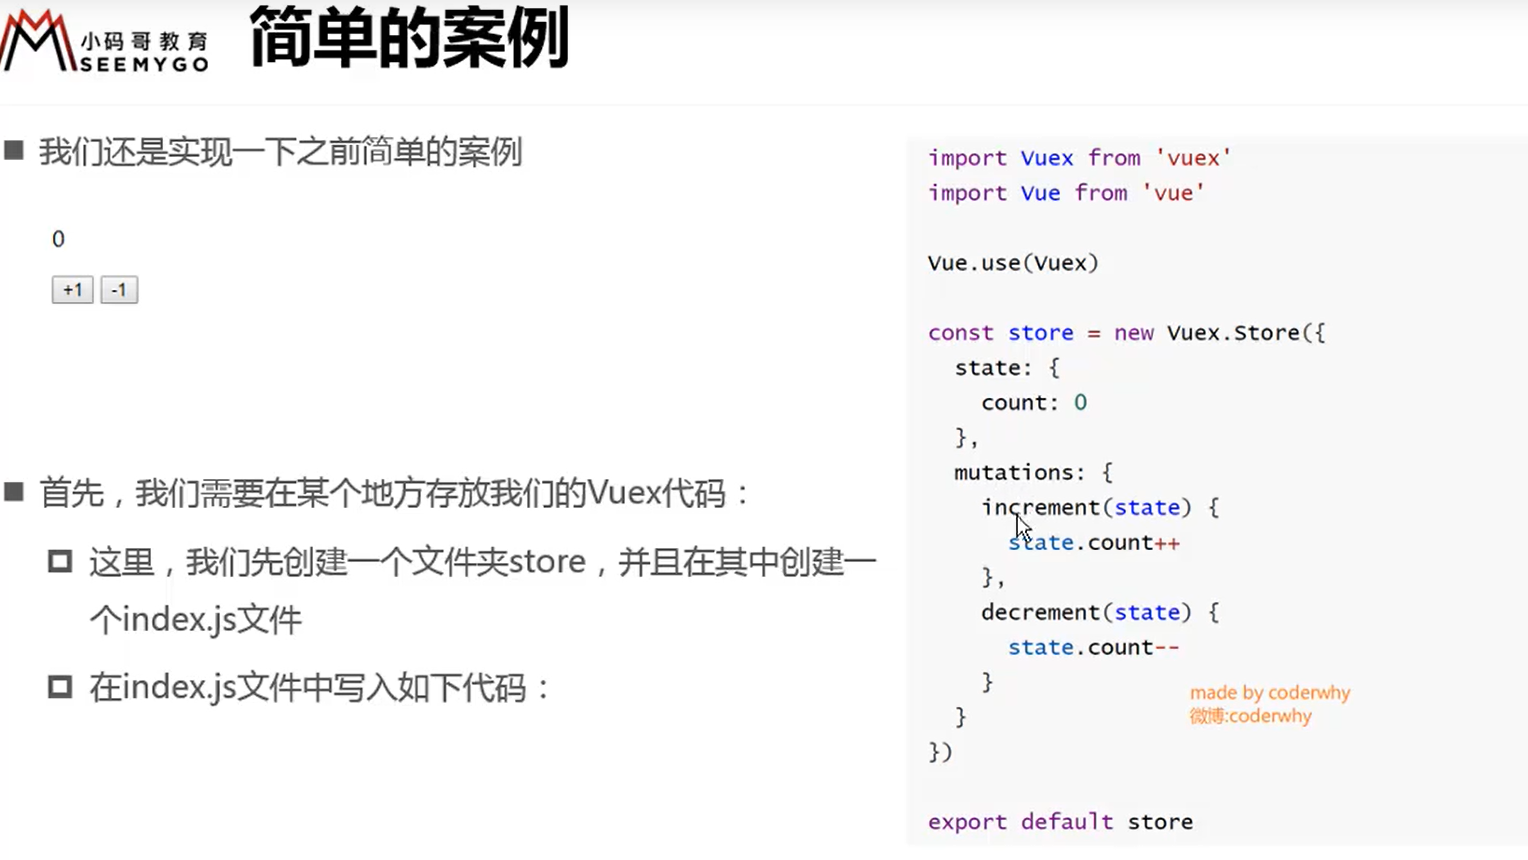 小码哥教育
SEEMYGO
简单的案例
我们还是实现一下之前简单的案例
0
+1 -1
首先，我们需要在某个地方存放我们的Vuex代码：
这里，我们先创建一个文件夹store，并且在其中创建一
个index.js文件
在index.js文件中写入如下代码：
import Vuex from 'vuex'
import Vue from 'vue'
Vue.use(Vuex)
const store = new Vuex.Store({
  state: {
    count: 0
  },
  mutations: {
    increment(state) {
      state.count++
    },
    decrement(state) {
      state.count--
    }
  }
})
export default store
made by coderwhy
微博:coderwhy